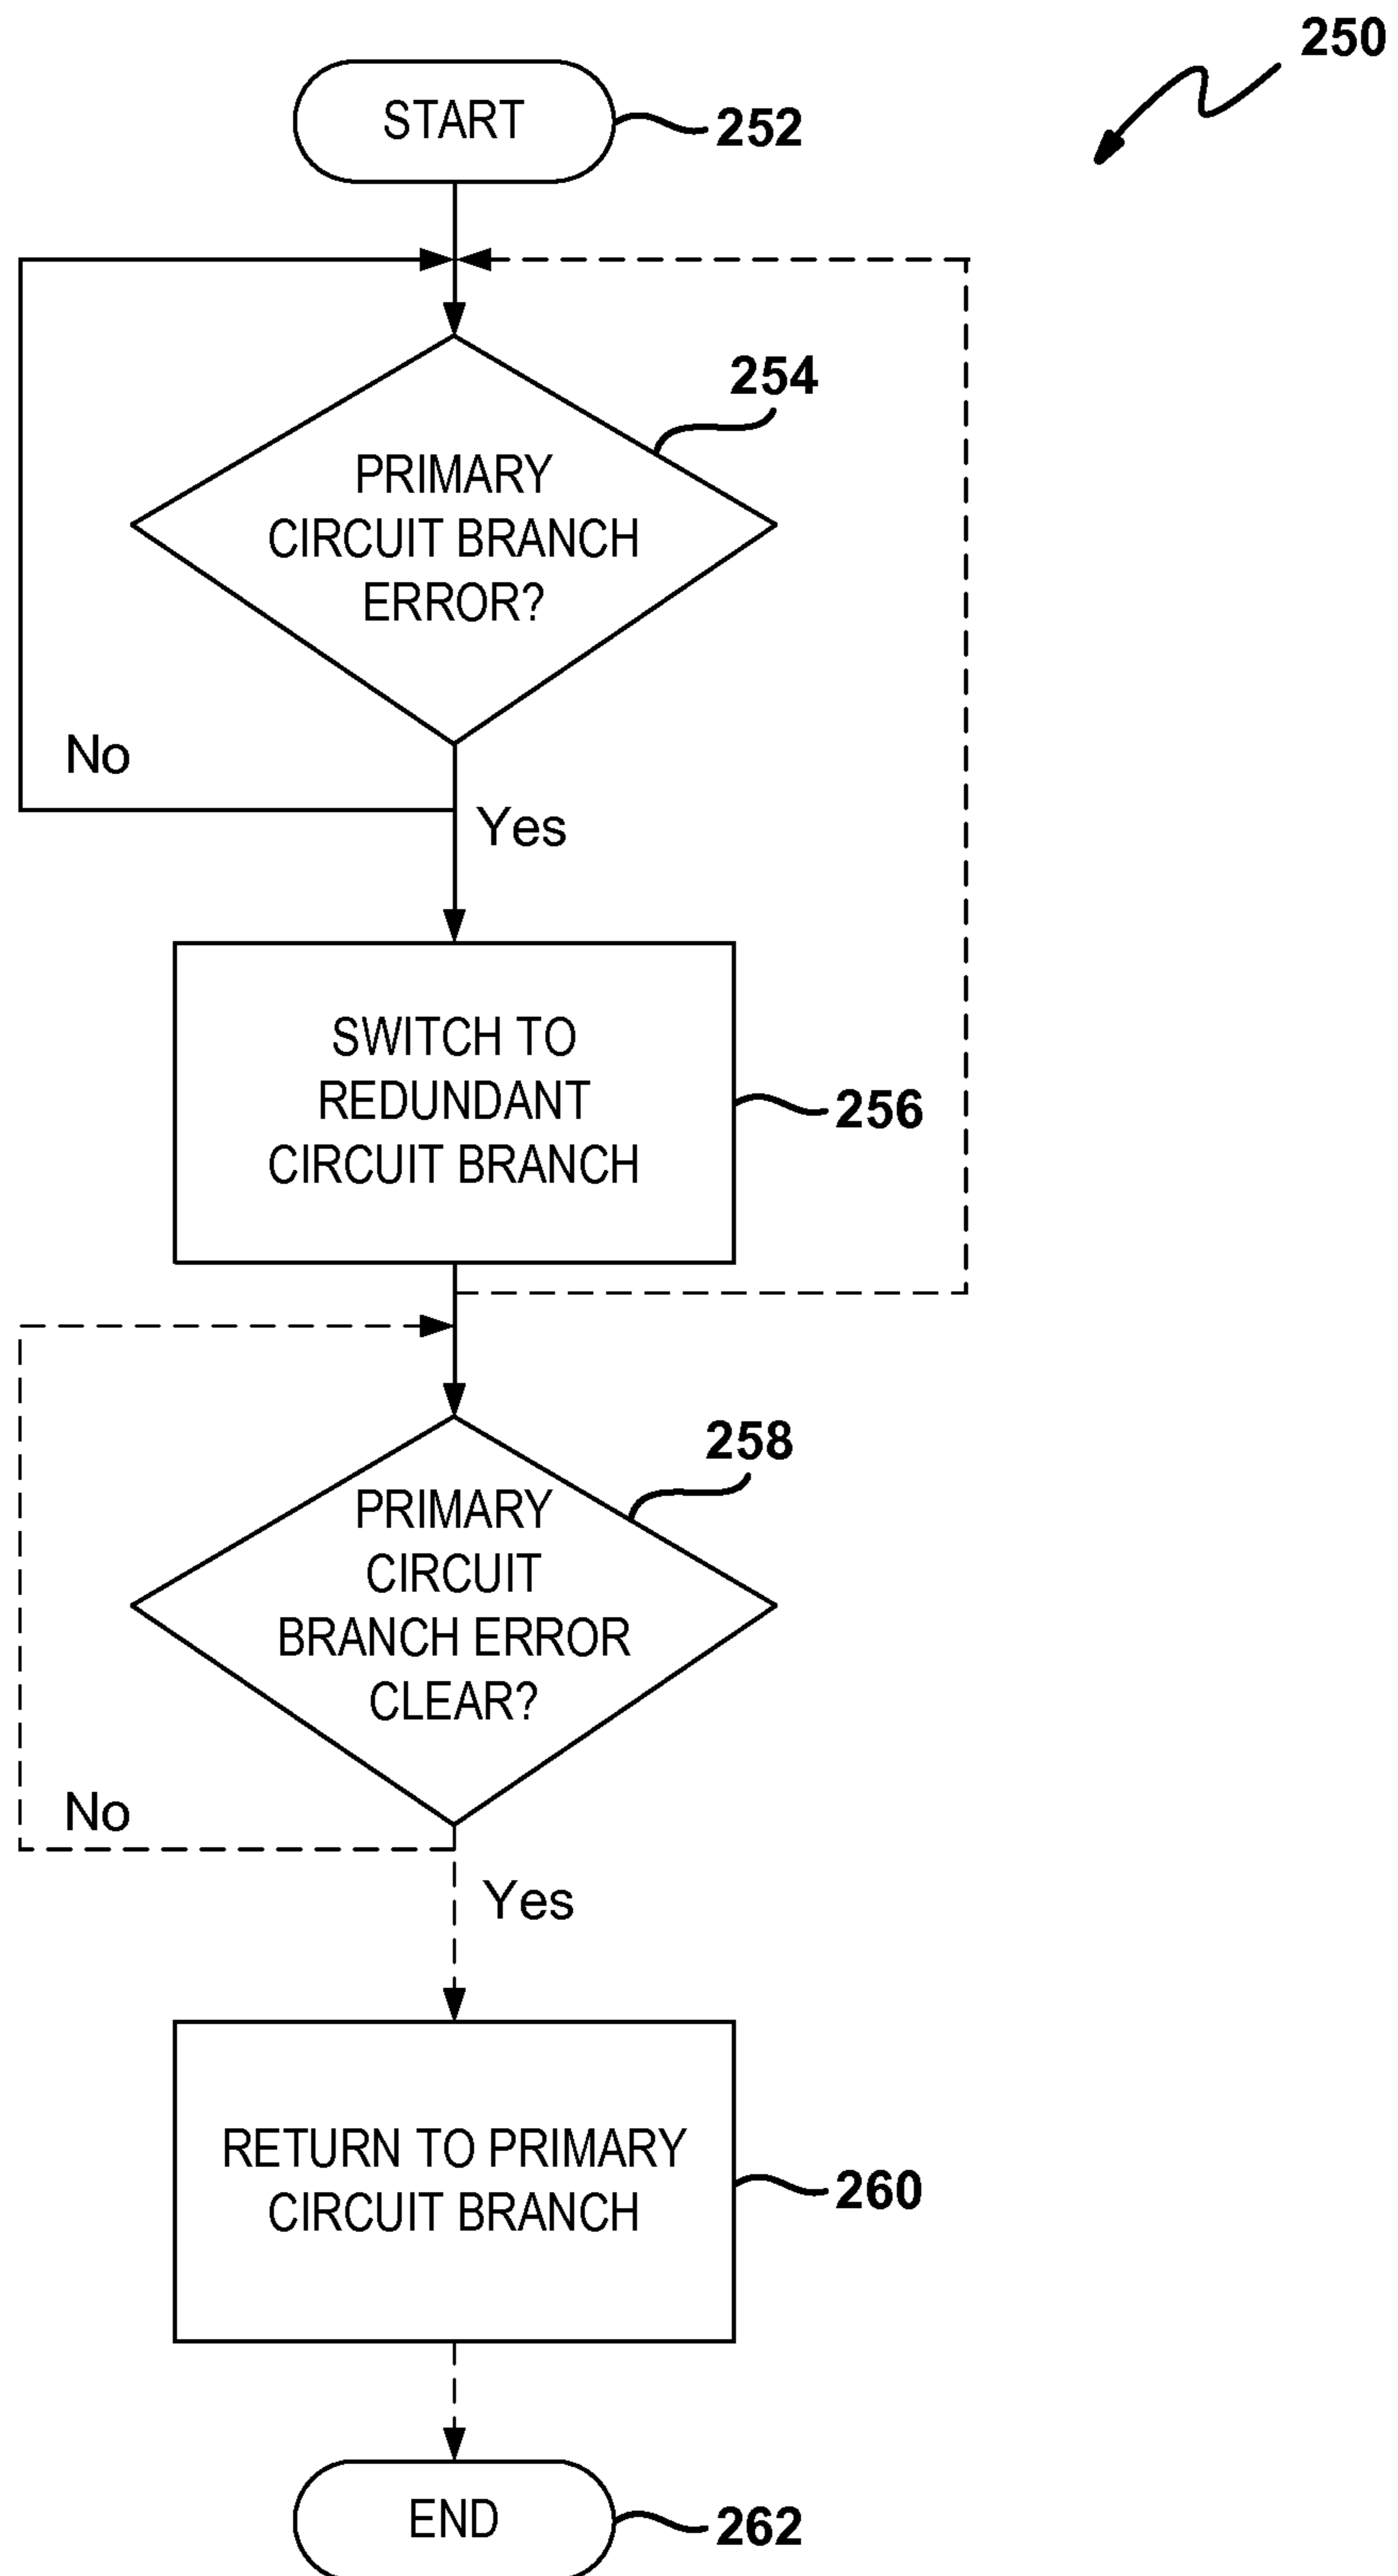 250
START
252
254
PRIMARY
CIRCUIT BRANCH
ERROR?
No
Yes
SWITCH TO
REDUNDANT
CIRCUIT BRANCH
256
258
PRIMARY
CIRCUIT
BRANCH ERROR
CLEAR?
No
Yes
RETURN TO PRIMARY
CIRCUIT BRANCH
260
END
262